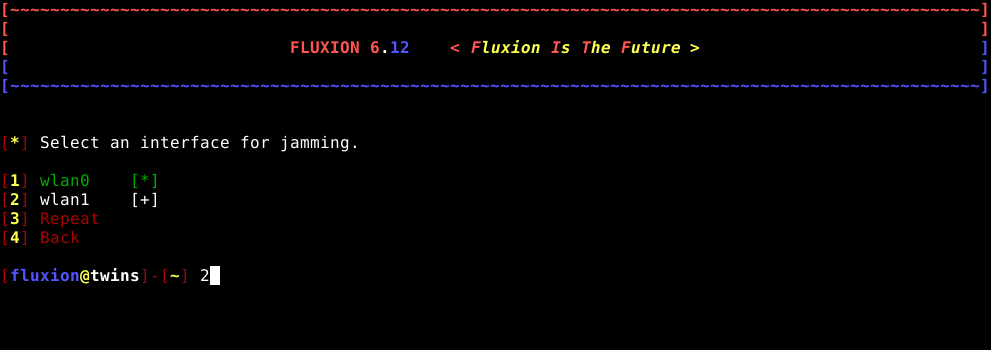 [~~~~~~~~~~~~~~~~~~~~~~~~~~~~~~~~~~~~~~~~~~~~~~~~~~~~~~~~~~~~~~~~~~~~~~~~~~~~~~~~~~~~~~~~~~~~~~~~~]
[ ]
[ FLUXION 6.12 < Fluxion Is The Future > ]
[ ]
[~~~~~~~~~~~~~~~~~~~~~~~~~~~~~~~~~~~~~~~~~~~~~~~~~~~~~~~~~~~~~~~~~~~~~~~~~~~~~~~~~~~~~~~~~~~~~~~~~]
[*] Select an interface for jamming.
[1] wlan0 [*]
[2] wlan1 [+]
[3] Repeat
[4] Back
[fluxion@twins]-[~] 2